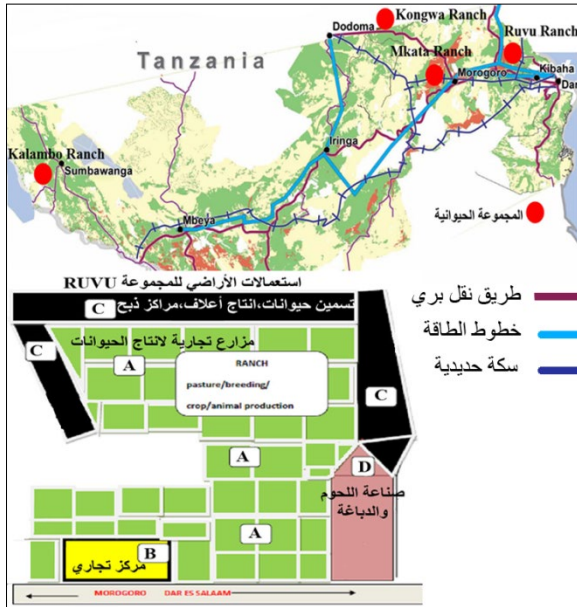 Kongwa Ranch
Dodoma
Ruvu Ranch
Tanzania
Mkata Ranch
Kibaha
Morogoro
Dar
Iringa
Kalambo Ranch
Sumbawanga
المجموعة الحيوانية
Mbeya
استعمالات الأراضي للمجموعة RUVU
طريق نقل بري
خطوط الطاقة
سكة حديدية
C
تسمين حيوانات،انتاج أعلاف،مراكز ذبح
مزارع تجارية لانتاج الحيوانات
C
A
RANCH
pasture/breeding/
crop/animal production
C
A
D
صناعة اللحوم
والدباغة
A
B
مركز تجاري
MOROGORO DAR ES SALAAM